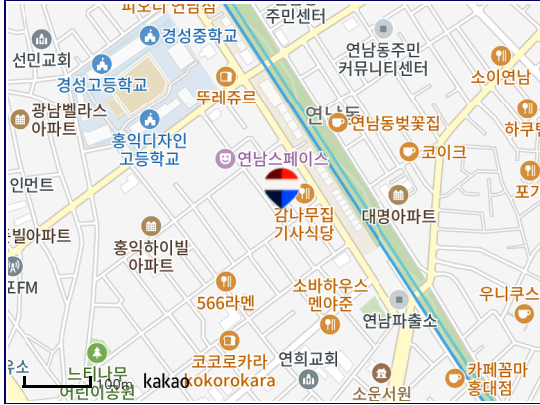 피오니 연남점
주민센터
경성중학교
선민교회
연남동주민
커뮤니티센터
경성고등학교
소이연남
뚜레쥬르
광남벨라스
아파트
연남동
연남동벚꽃집
하쿠텐
홍익디자인
고등학교
코이크
연남스페이스
인먼트
포가
감나무집
기사식당
대명아파트
빌아파트
홍익하이빌
아파트
포FM
566라멘
소바하우스
멘야준
우니쿠스
연남파출소
느티나무
어린이공원
코코로카라
kokorokara
연희교회
유소
카페꼼마
홍대점
소운서원
100m
kakao